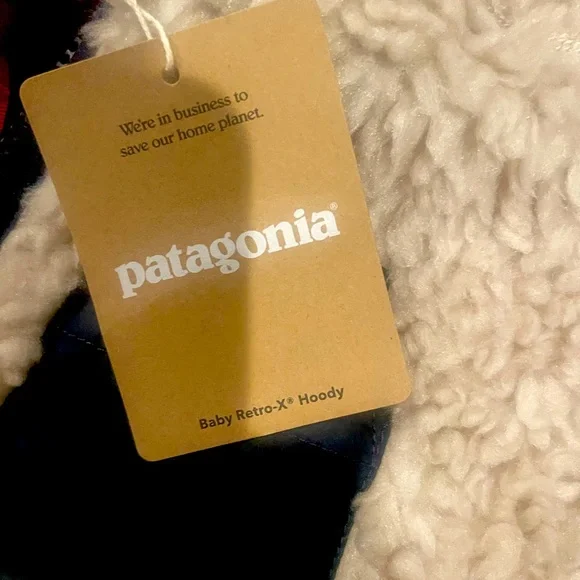 We're in business to
save our home planet.
patagonia®
Baby Retro-X® Hoody